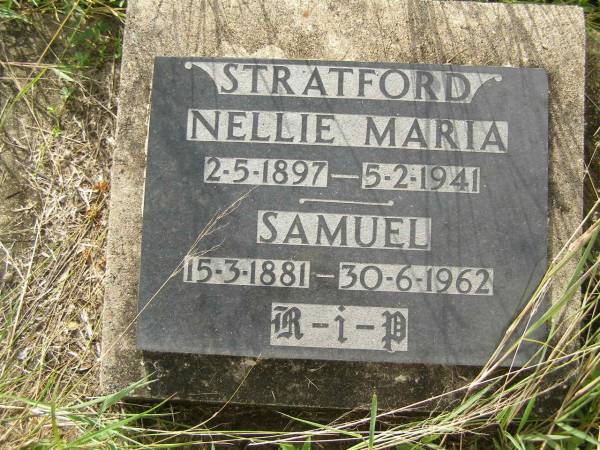 STRATFORD
NELLIE MARIA
2-5-1897—5-2-1941
SAMUEL
15-3-1881 — 30-6-1962
R-i-P